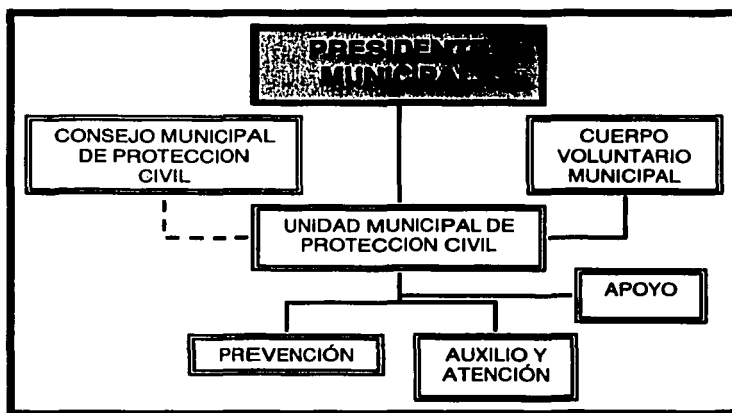 PRESIDENTE
MUNICIPAL
CONSEJO MUNICIPAL
DE PROTECCION
CIVIL
CUERPO
VOLUNTARIO
MUNICIPAL
UNIDAD MUNICIPAL DE
PROTECCION CIVIL
APOYO
PREVENCIÓN
AUXILIO Y
ATENCIÓN